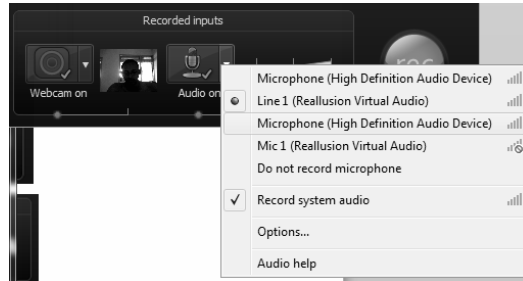 Recorded inputs
Webcam on
Audio on
rec
Microphone (High Definition Audio Device)
Line 1 (Reallusion Virtual Audio)
Microphone (High Definition Audio Device)
Mic 1 (Reallusion Virtual Audio)
Do not record microphone
Record system audio
Options...
Audio help